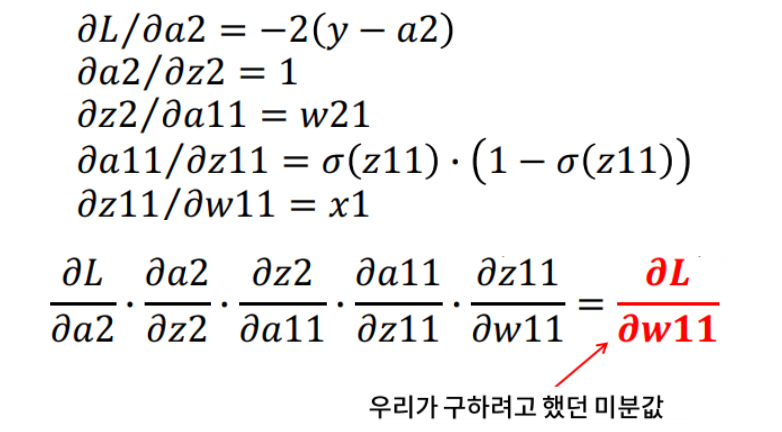 ∂L/∂a2 = −2(y − a2)
∂a2/∂z2 = 1
∂z2/∂a11 = w21
∂a11/∂z11 = σ(z11) · (1 − σ(z11))
∂z11/∂w11 = x1
∂L/∂a2 · ∂a2/∂z2 · ∂z2/∂a11 · ∂a11/∂z11 · ∂z11/∂w11 = ∂L/∂w11
우리가 구하려고 했던 미분값